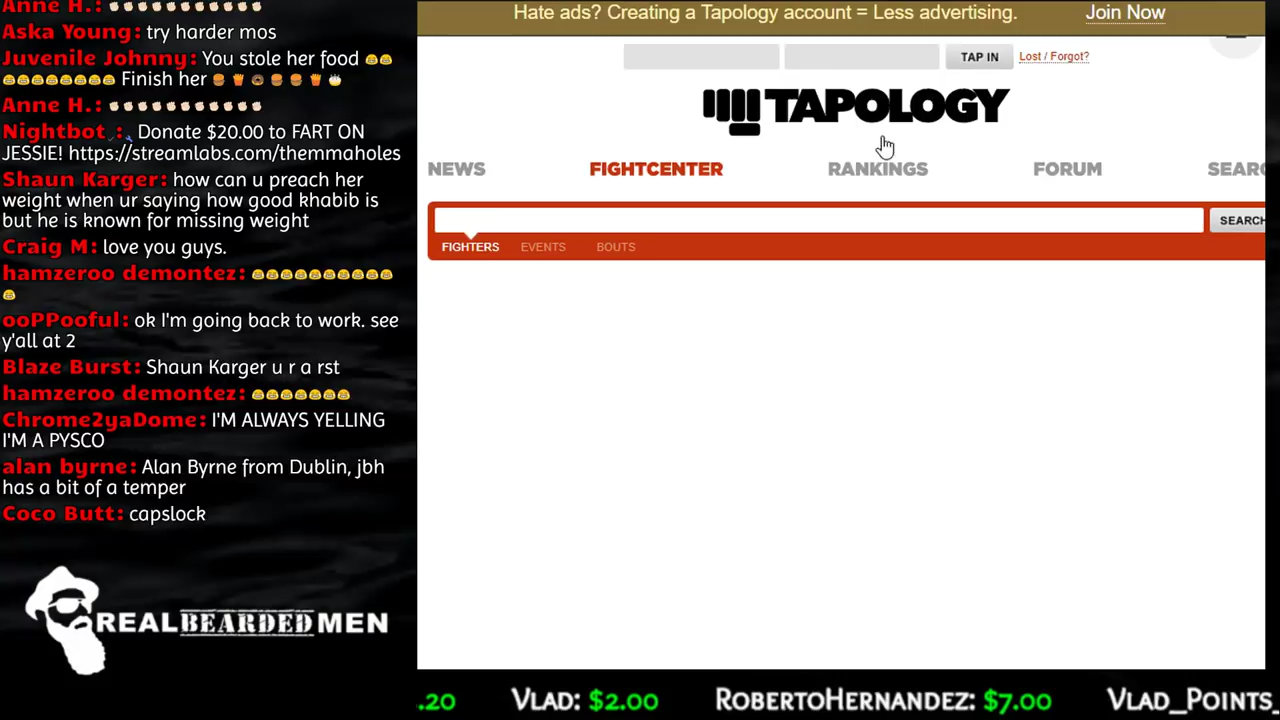 Anne H.: 
Aska Young: try harder mos
Juvenile Johnny: You stole her food
Finish her
Anne H.:
Nightbot : Donate $20.00 to FART ON
JESSIE! https://streamlabs.com/themmaholes
Shaun Karger: how can u preach her
weight when ur saying how good khabib is
but he is known for missing weight
Craig M: love you guys.
hamzeroo demontez:
ooPPooful: ok I'm going back to work. see
y'all at 2
Blaze Burst: Shaun Karger u r a rst
hamzeroo demontez:
Chrome2yaDome: I'M ALWAYS YELLING
I'M A PYSCO
alan byrne: Alan Byrne from Dublin, jbh
has a bit of a temper
Coco Butt: capslock
REAL BEARDED MEN
Hate ads? Creating a Tapology account = Less advertising. Join Now
TAP IN Lost / Forgot?
TAPOLOGY
NEWS FIGHTCENTER RANKINGS FORUM SEARC
SEARCH
FIGHTERS EVENTS BOUTS
.20 VLAD: $2.00 ROBERTOHERNANDEZ: $7.00 VLAD_POINTS_